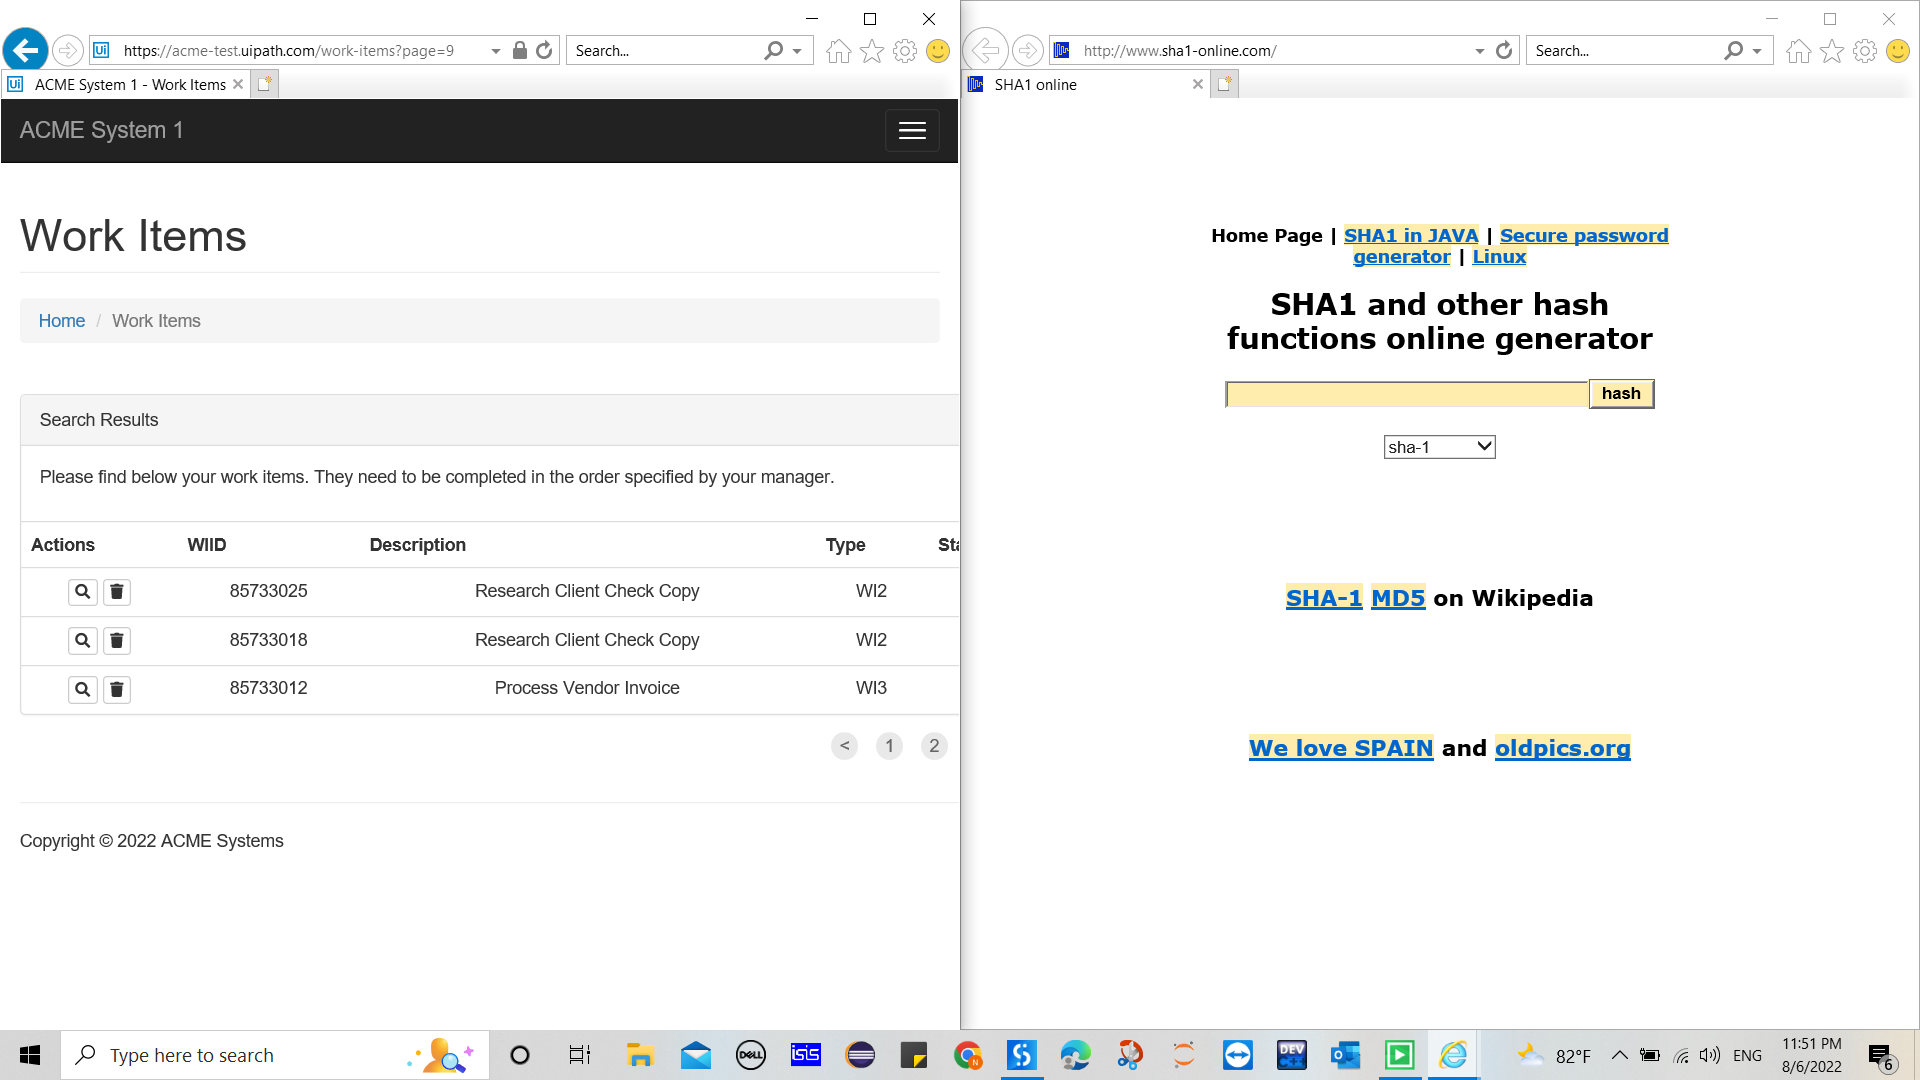 https://acme-test.uipath.com/work-items?page=9
Search...
ACME System 1 - Work Items
ACME System 1
Work Items
Home / Work Items
Search Results
Please find below your work items. They need to be completed in the order specified by your manager.
Actions WIID Description Type Sta
85733025 Research Client Check Copy WI2
85733018 Research Client Check Copy WI2
85733012 Process Vendor Invoice WI3
< 1 2
Copyright © 2022 ACME Systems
http://www.sha1-online.com/
Search...
SHA1 online
Home Page | SHA1 in JAVA | Secure password
generator | Linux
SHA1 and other hash
functions online generator
hash
sha-1
SHA-1 MD5 on Wikipedia
We love SPAIN and oldpics.org
Type here to search
DELL
isis
N
DEV
C++
82°F
ENG
11:51 PM
8/6/2022
6